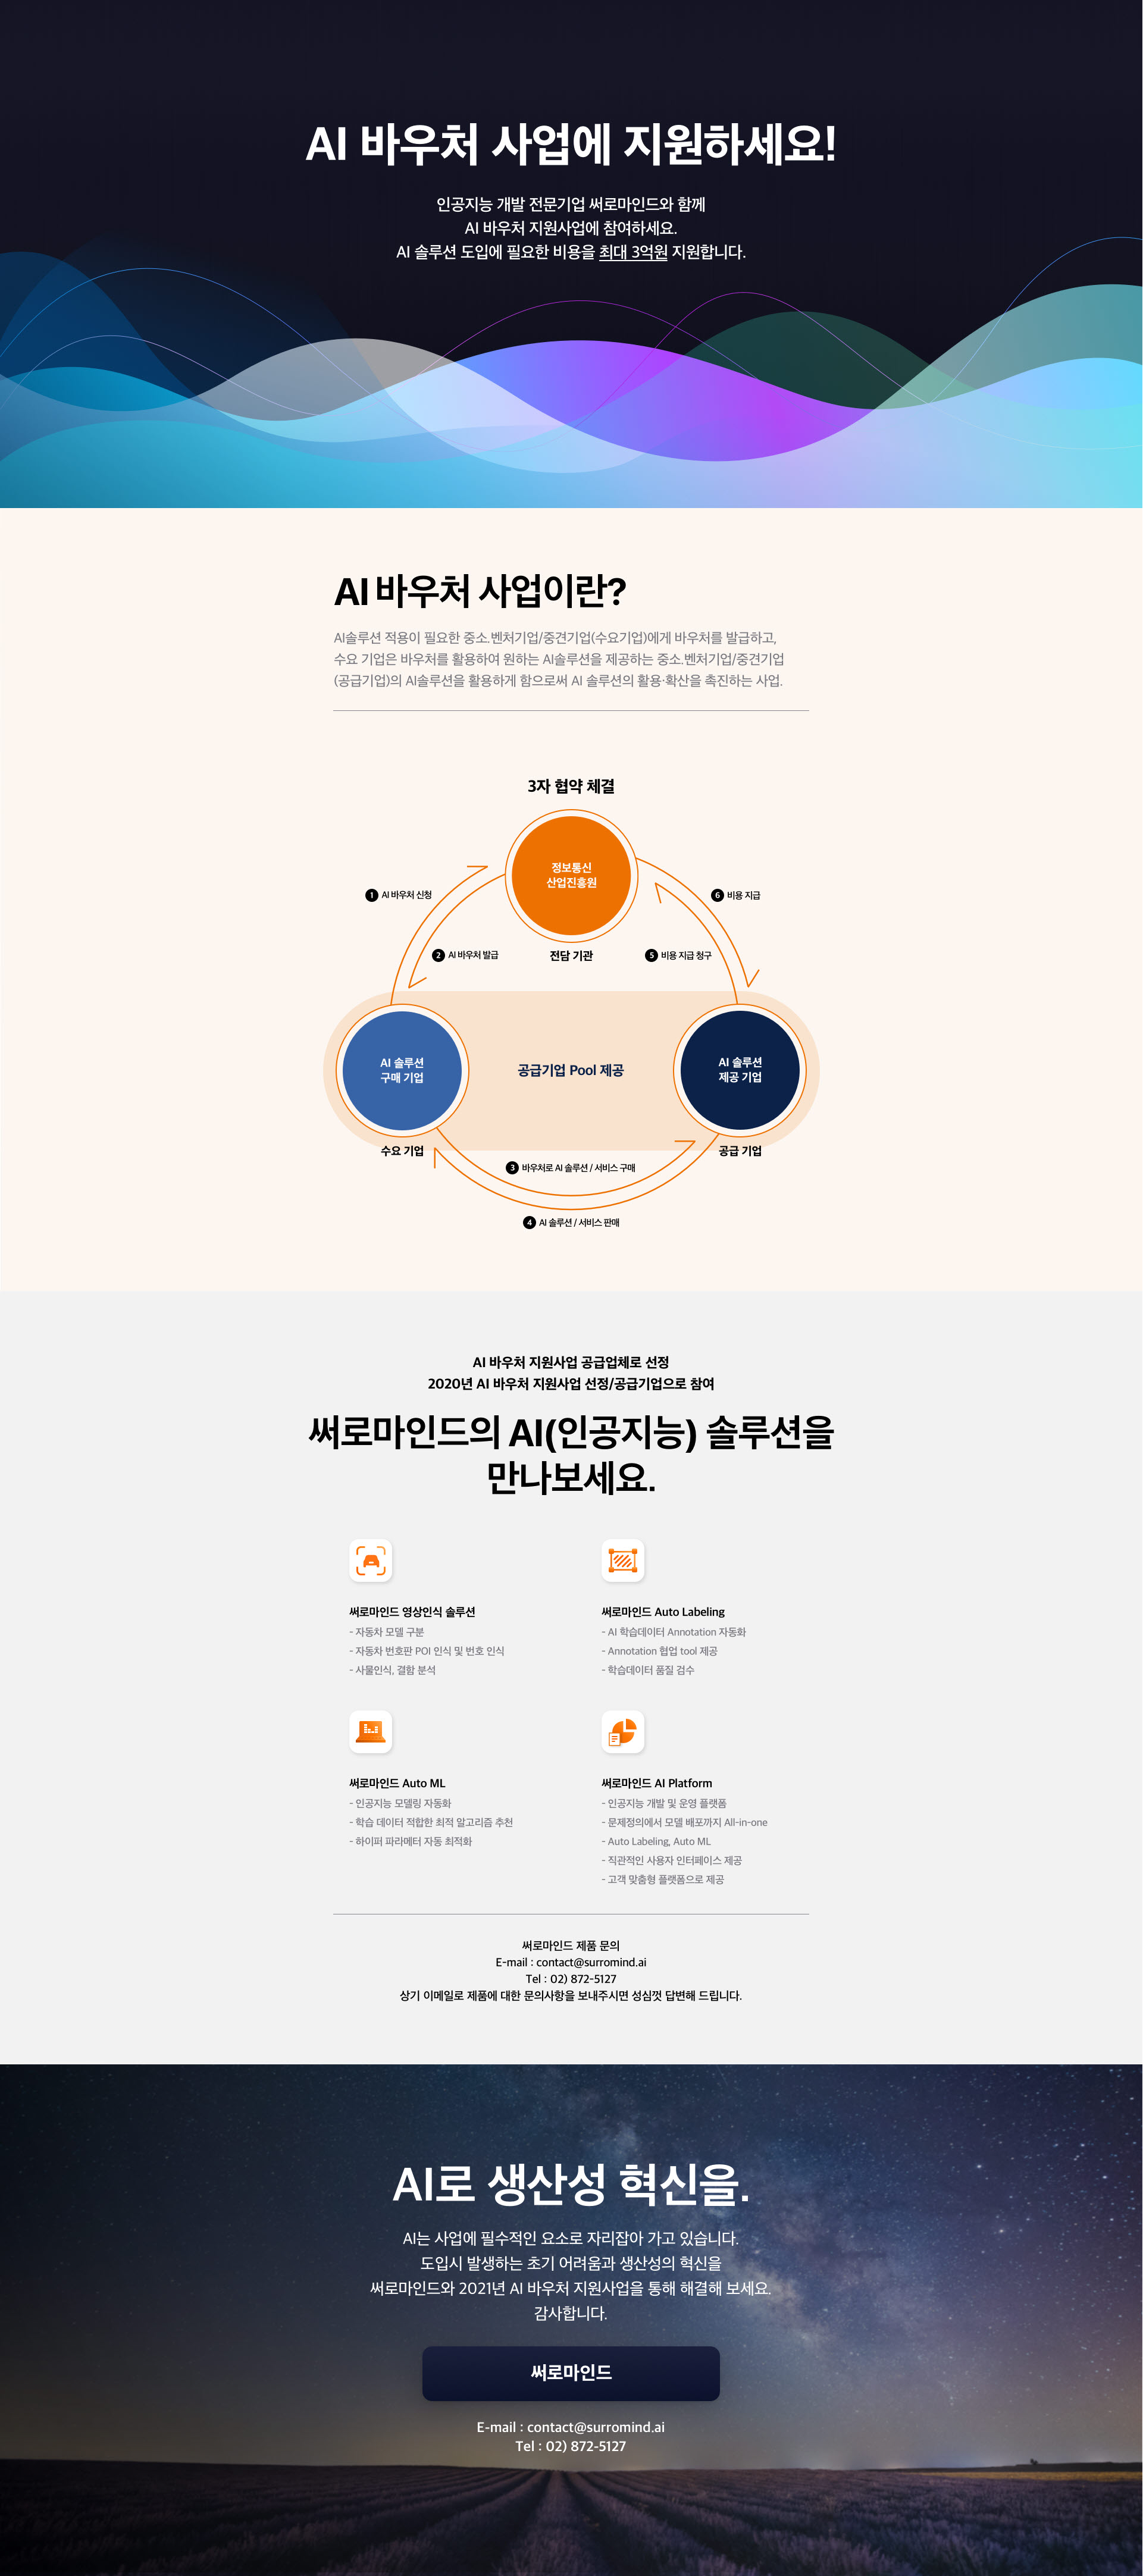 AI 바우처 사업에 지원하세요!
인공지능 개발 전문기업 써로마인드와 함께
AI 바우처 지원사업에 참여하세요.
AI 솔루션 도입에 필요한 비용을 최대 3억원 지원합니다.
AI 바우처 사업이란?
AI솔루션 적용이 필요한 중소.벤처기업/중견기업(수요기업)에게 바우처를 발급하고,
수요 기업은 바우처를 활용하여 원하는 AI솔루션을 제공하는 중소.벤처기업/중견기업
(공급기업)의 AI솔루션을 활용하게 함으로써 AI 솔루션의 활용·확산을 촉진하는 사업.
3자 협약 체결
정보통신
산업진흥원
1 AI 바우처 신청
6 비용 지급
2 AI 바우처 발급
전담 기관
5 비용 지급 청구
AI 솔루션
구매 기업
공급기업 Pool 제공
AI 솔루션
제공 기업
수요 기업
공급 기업
3 바우처로 AI 솔루션 / 서비스 구매
4 AI 솔루션 / 서비스 판매
AI 바우처 지원사업 공급업체로 선정
2020년 AI 바우처 지원사업 선정/공급기업으로 참여
써로마인드의 AI(인공지능) 솔루션을
만나보세요.
써로마인드 영상인식 솔루션
- 자동차 모델 구분
- 자동차 번호판 POI 인식 및 번호 인식
- 사물인식, 결함 분석
써로마인드 Auto Labeling
- AI 학습데이터 Annotation 자동화
- Annotation 협업 tool 제공
- 학습데이터 품질 검수
써로마인드 Auto ML
- 인공지능 모델링 자동화
- 학습 데이터 적합한 최적 알고리즘 추천
- 하이퍼 파라메터 자동 최적화
써로마인드 AI Platform
- 인공지능 개발 및 운영 플랫폼
- 문제정의에서 모델 배포까지 All-in-one
- Auto Labeling, Auto ML
- 직관적인 사용자 인터페이스 제공
- 고객 맞춤형 플랫폼으로 제공
써로마인드 제품 문의
E-mail : contact@surromind.ai
Tel : 02) 872-5127
상기 이메일로 제품에 대한 문의사항을 보내주시면 성심껏 답변해 드립니다.
AI로 생산성 혁신을.
AI는 사업에 필수적인 요소로 자리잡아 가고 있습니다.
도입시 발생하는 초기 어려움과 생산성의 혁신을
써로마인드와 2021년 AI 바우처 지원사업을 통해 해결해 보세요.
감사합니다.
써로마인드
E-mail : contact@surromind.ai
Tel : 02) 872-5127